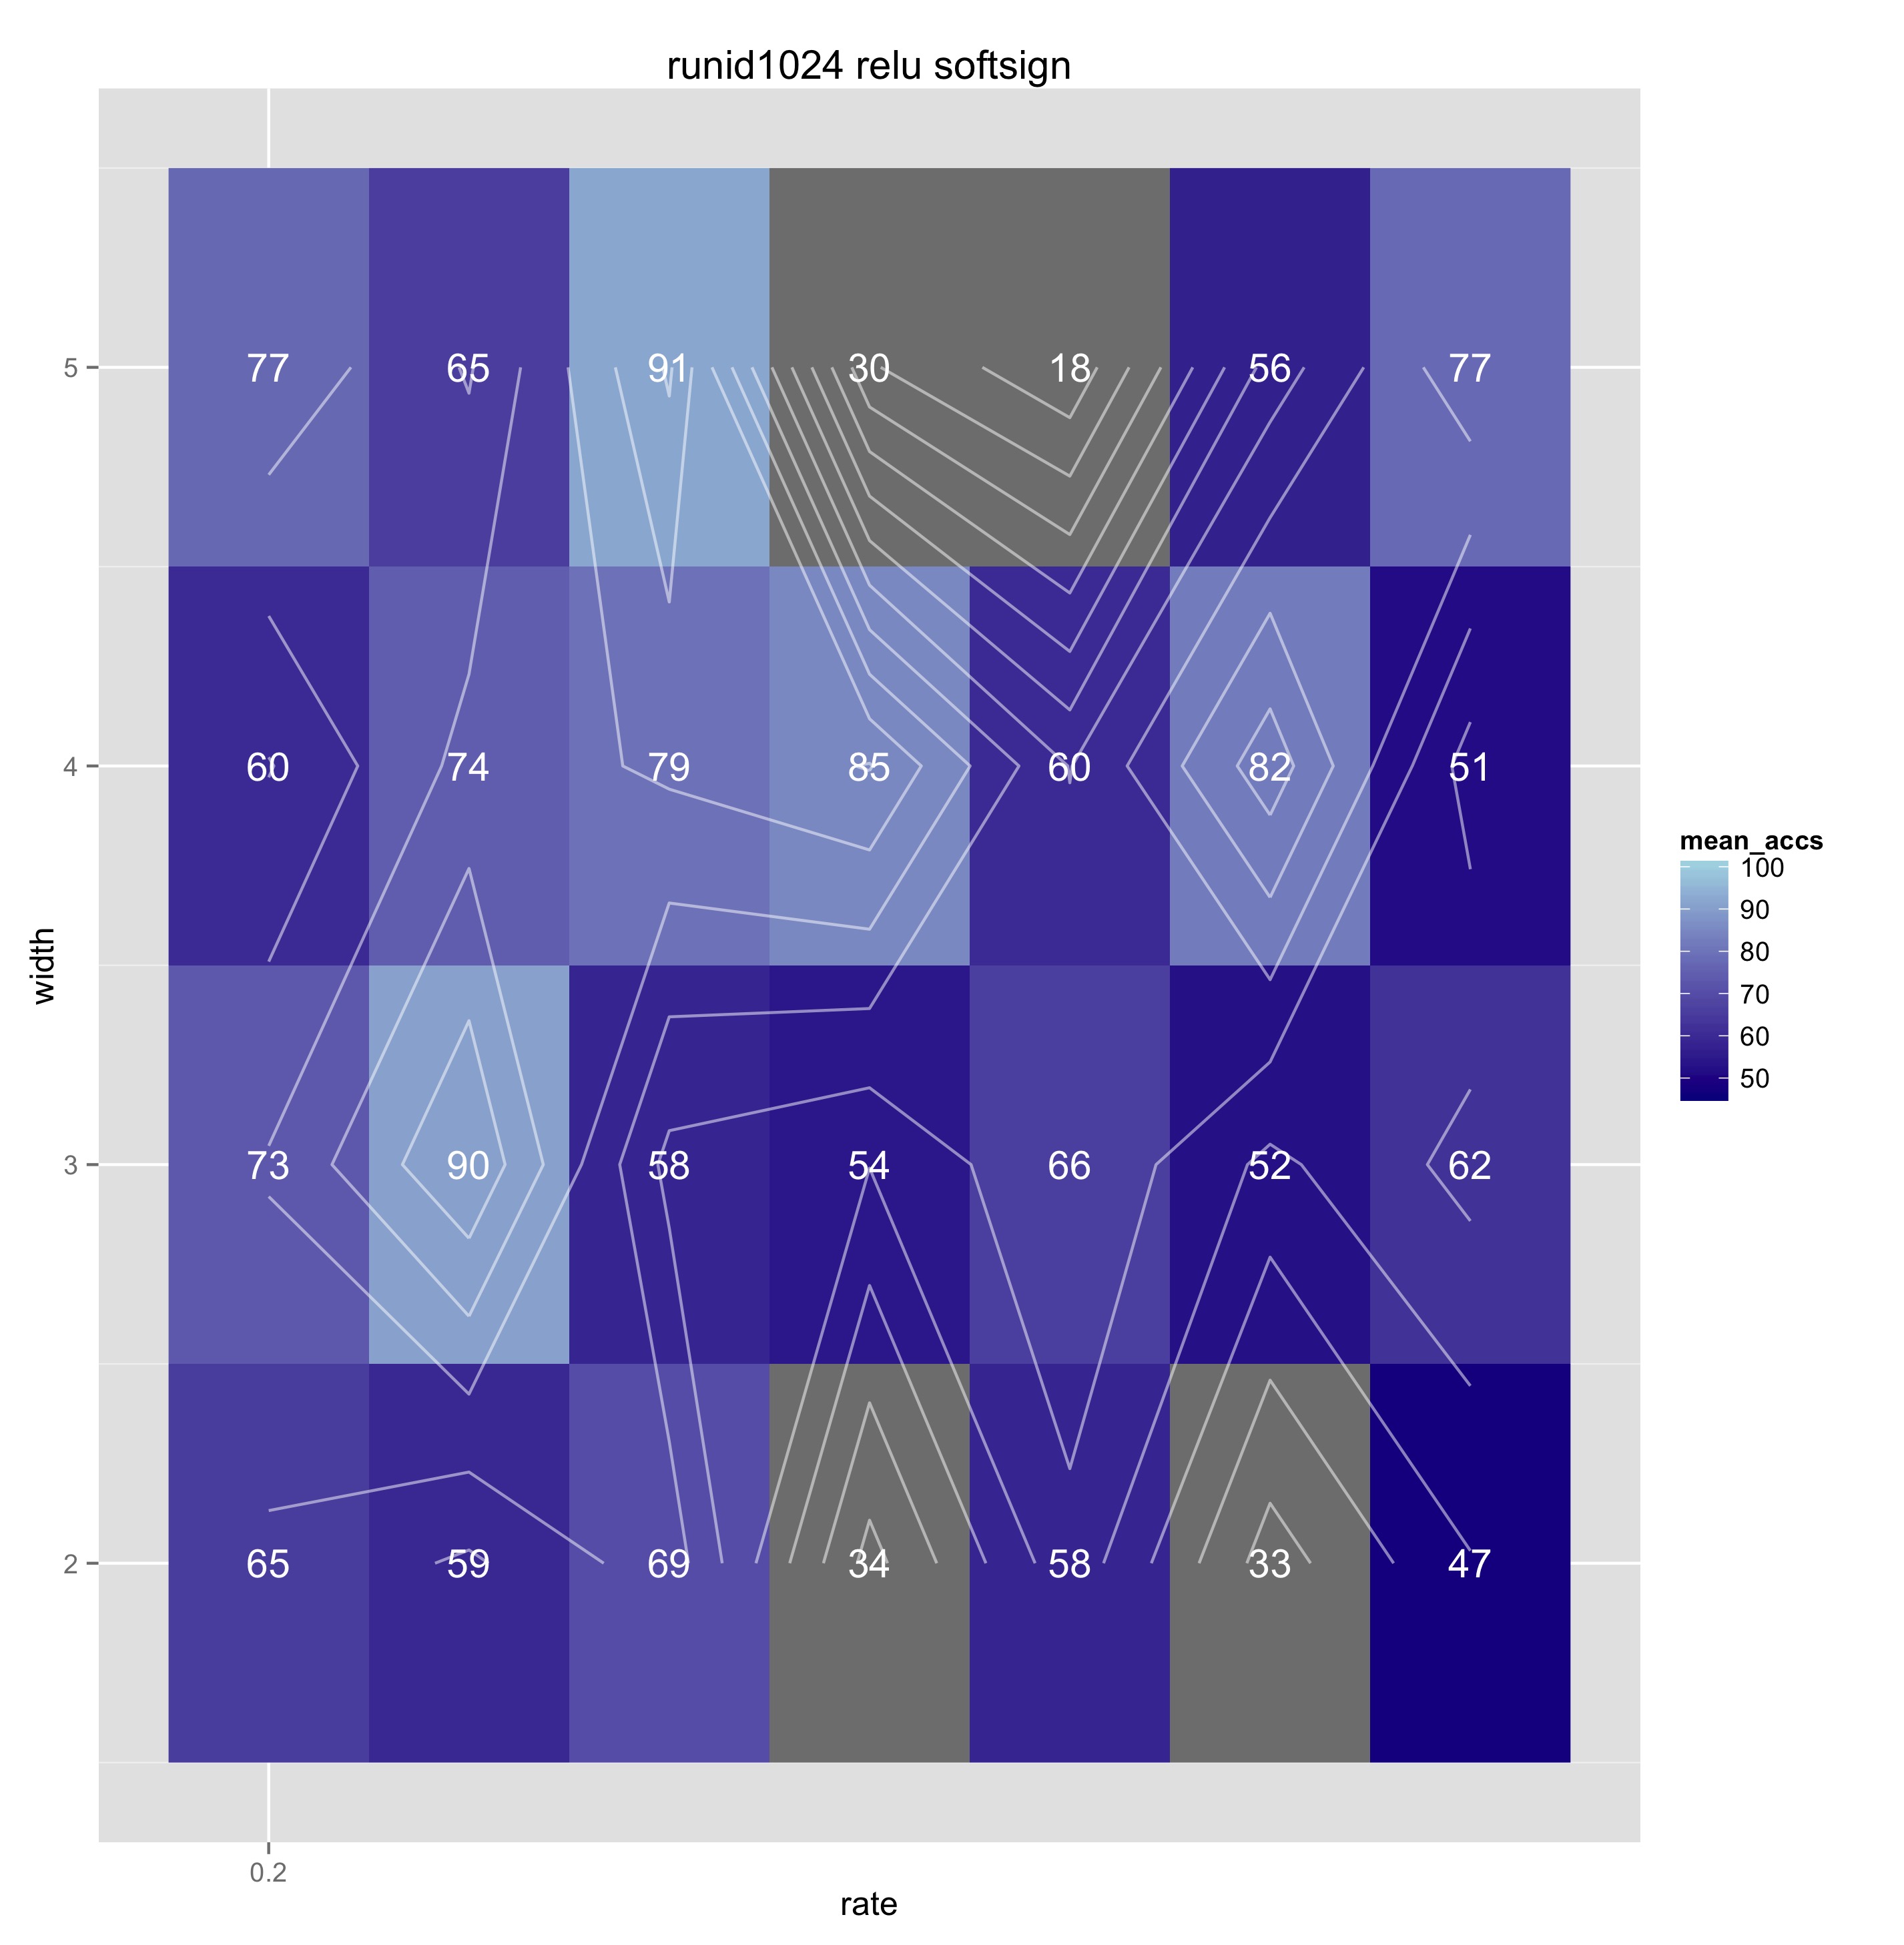 runid1024 relu softsign
5
77 65 91 30 18 56 77
4
60 74 79 85 60 82 51
3
73 90 58 54 66 52 62
2
65 59 69 34 58 33 47
width
0.2
rate
mean_accs
100
90
80
70
60
50